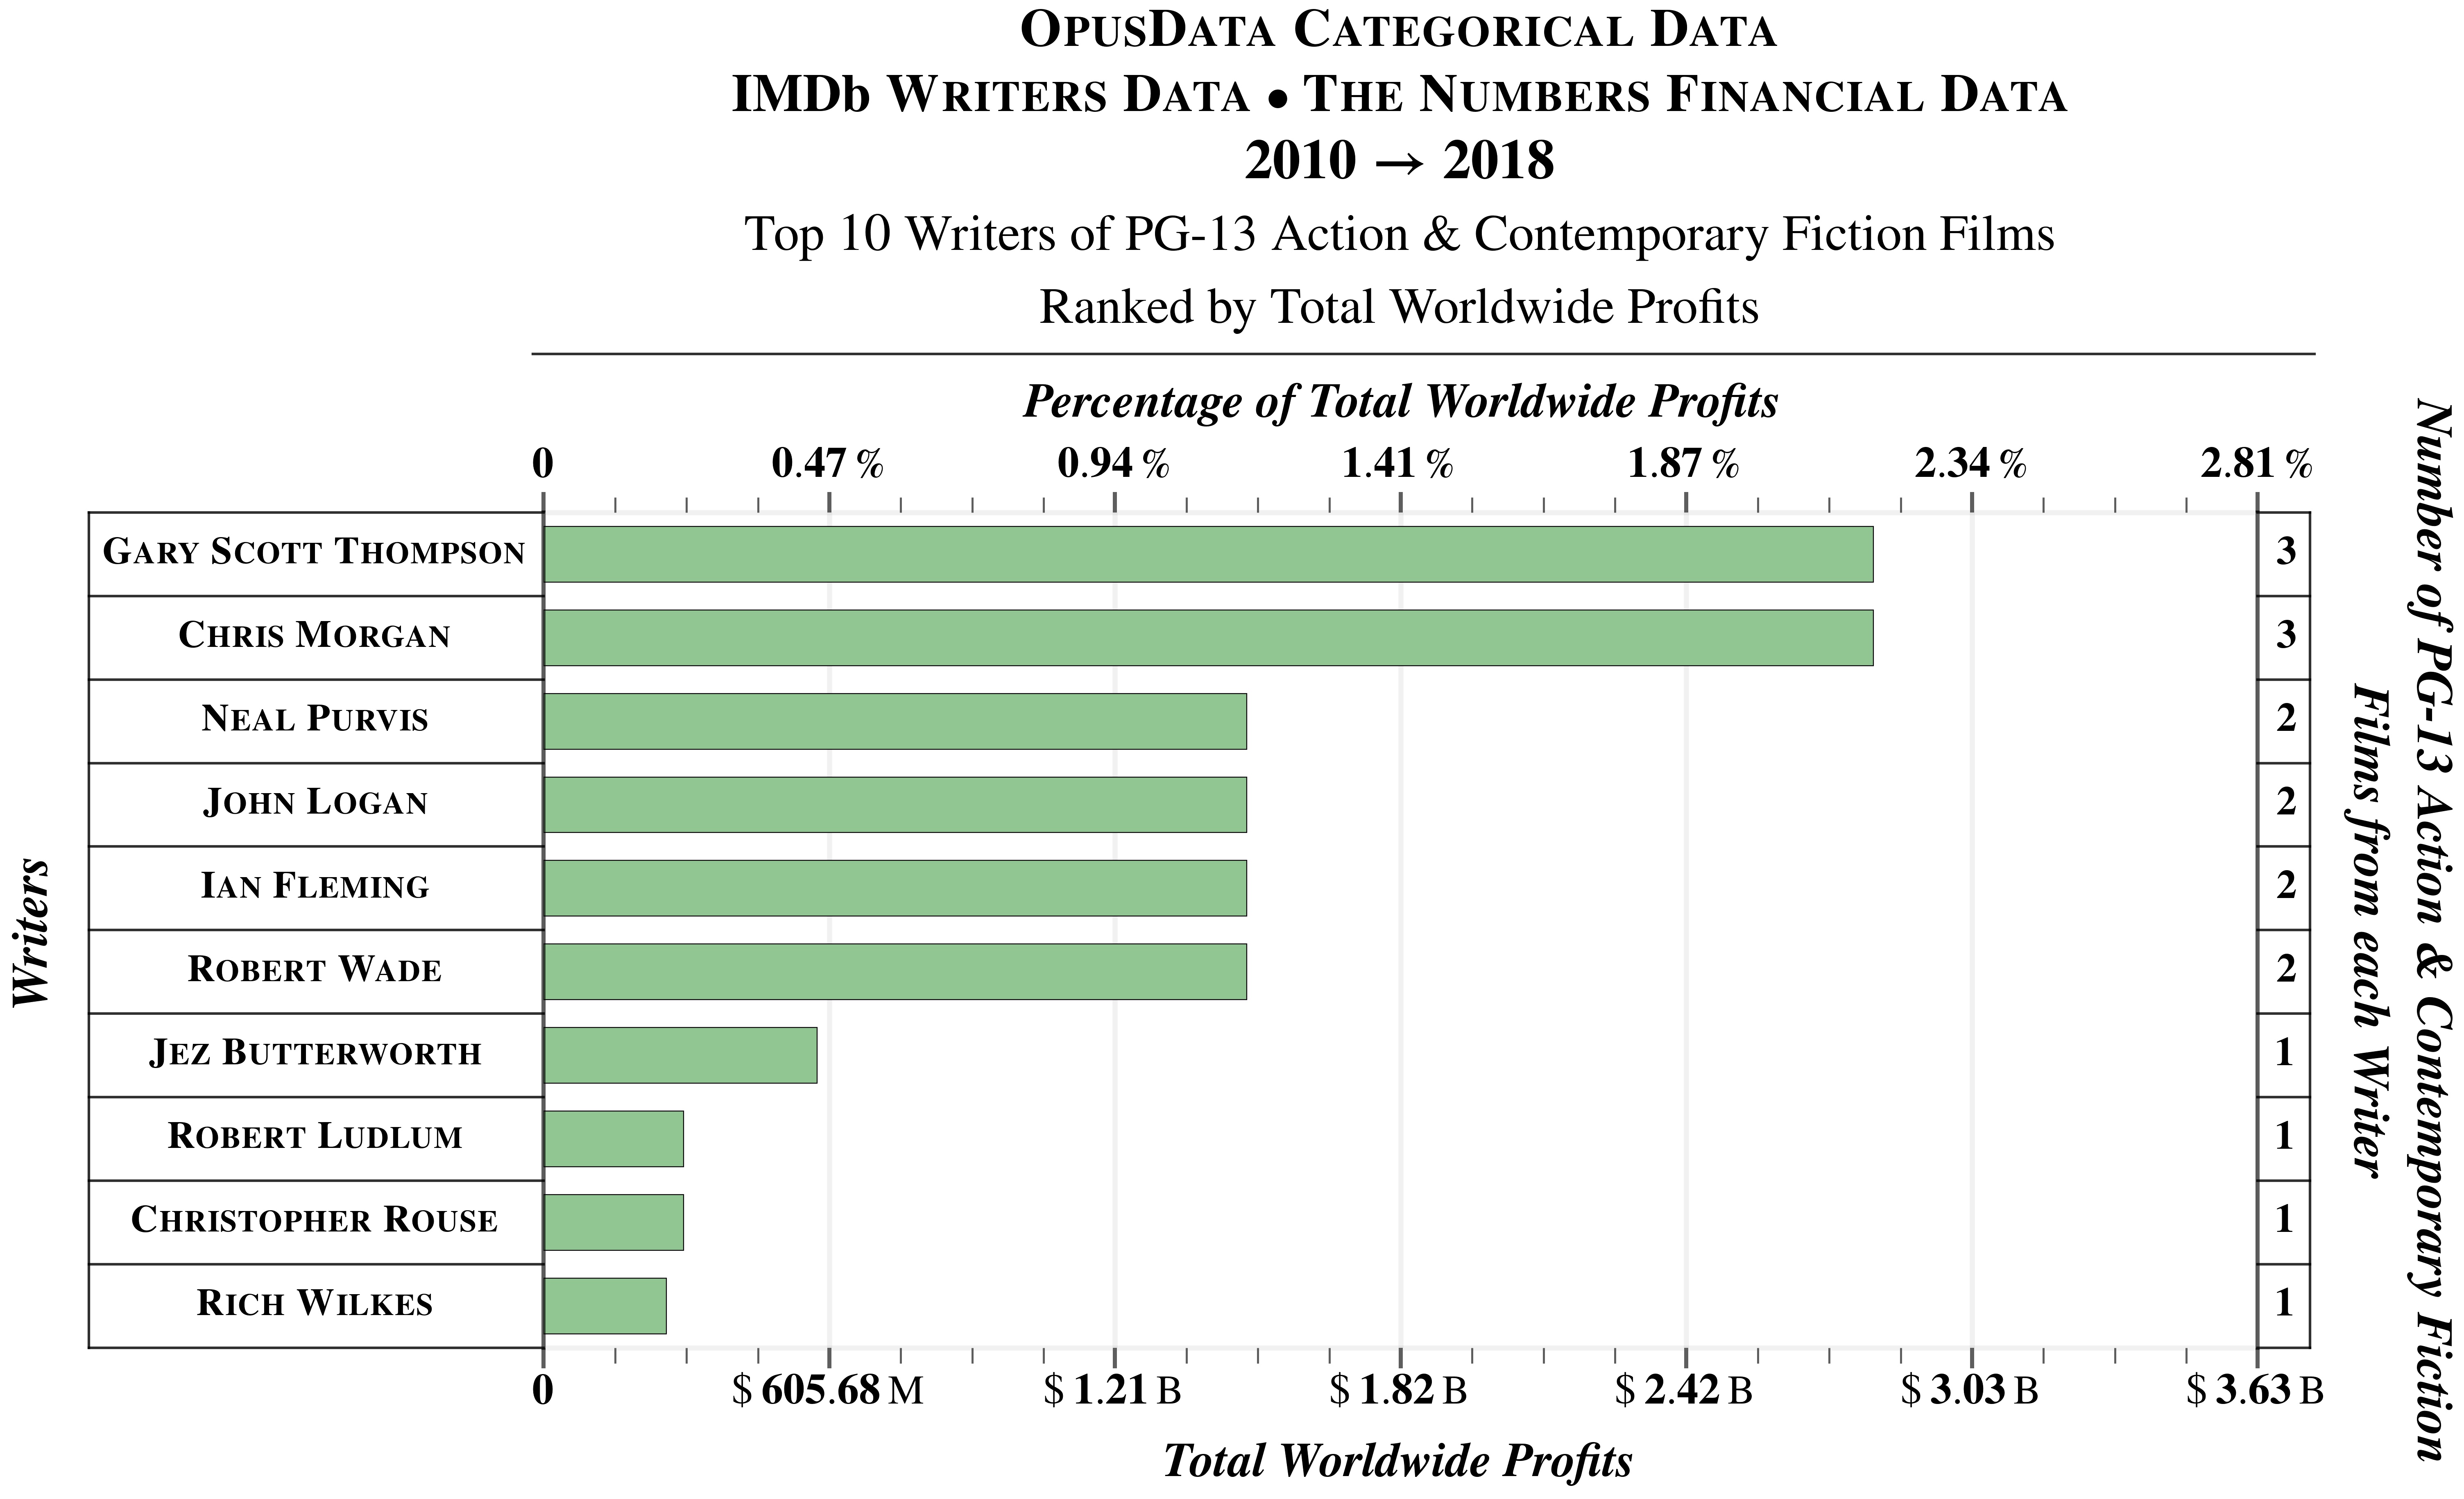 OpusData Categorical Data
IMDb Writers Data • The Numbers Financial Data
2010 → 2018
Top 10 Writers of PG-13 Action & Contemporary Fiction Films
Ranked by Total Worldwide Profits
Percentage of Total Worldwide Profits
0 0.47 % 0.94 % 1.41 % 1.87 % 2.34 % 2.81 %
Gary Scott Thompson 3
Chris Morgan 3
Neal Purvis 2
John Logan 2
Ian Fleming 2
Robert Wade 2
Jez Butterworth 1
Robert Ludlum 1
Christopher Rouse 1
Rich Wilkes 1
0 $ 605.68 M $ 1.21 B $ 1.82 B $ 2.42 B $ 3.03 B $ 3.63 B
Total Worldwide Profits
Writers
Number of PG-13 Action & Contemporary Fiction
Films from each Writer